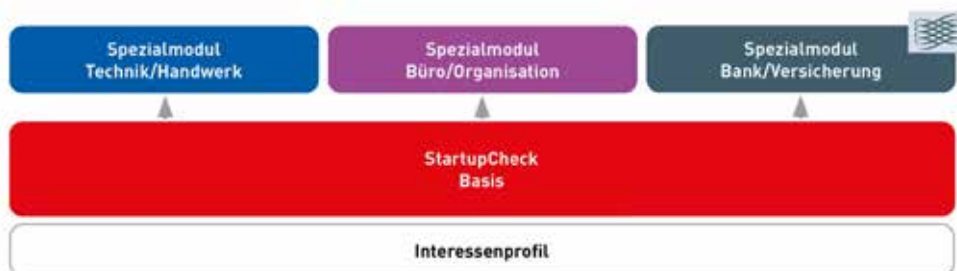 Spezialmodul
Technik/Handwerk
Spezialmodul
Büro/Organisation
Spezialmodul
Bank/Versicherung
StartupCheck
Basis
Interessenprofil